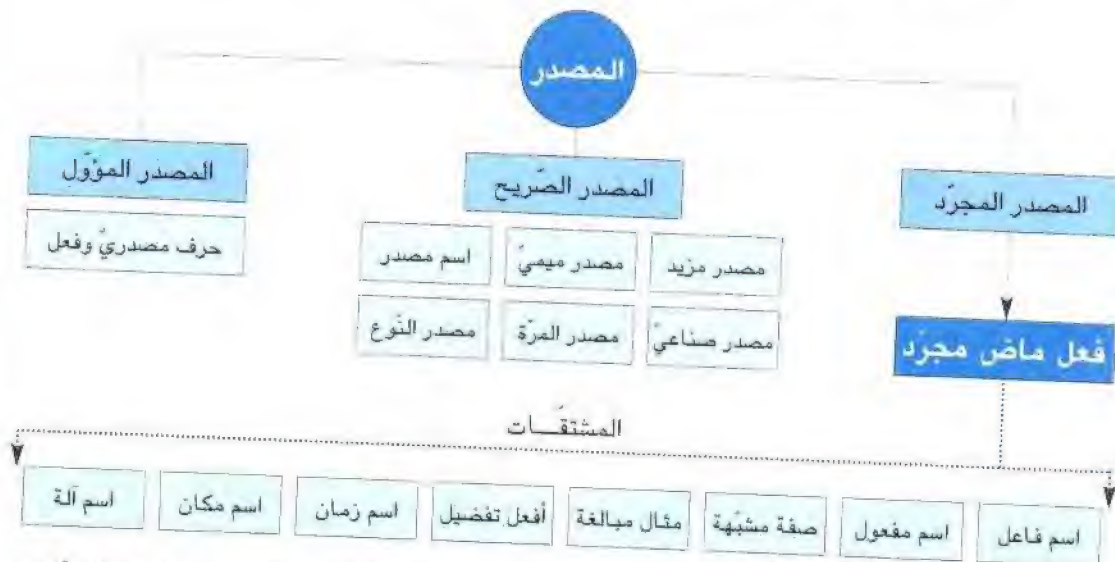 المصدر
المصدر المجرّد
المصدر الصّريح
المصدر المؤوّل
مصدر مزيد
مصدر ميميّ
اسم مصدر
حرف مصدريّ وفعل
مصدر صناعيّ
مصدر المرّة
مصدر النّوع
فعل ماض مجرّد
المشتقّـــات
اسم فاعل
اسم مفعول
صفة مشبّهة
مثال مبالغة
أفعل تفضيل
اسم زمان
اسم مكان
اسم آلة